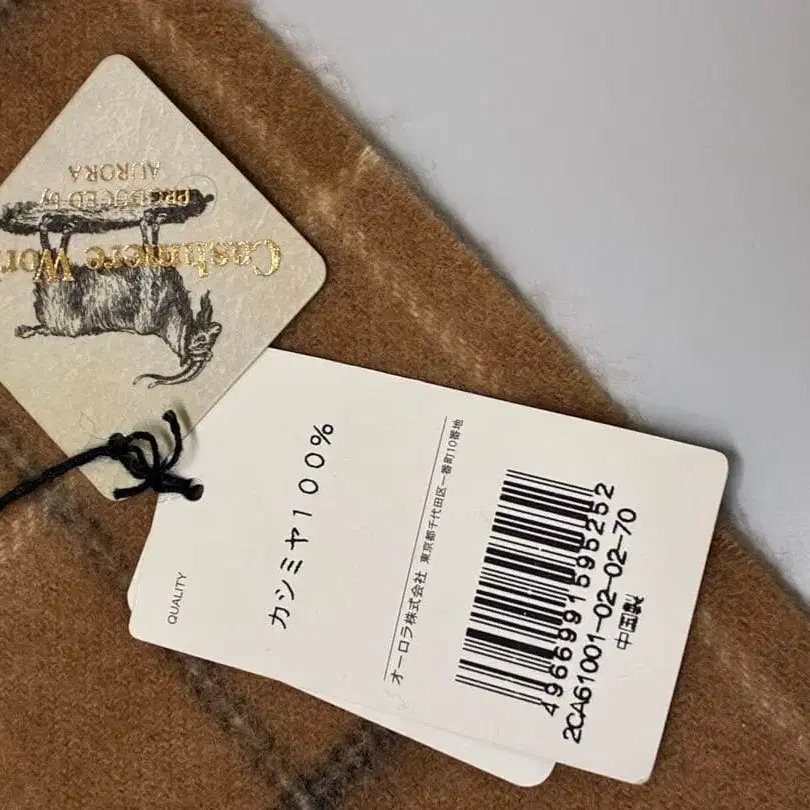 Cashmere Wor
PRODUCED by
AURORA
QUALITY
カシミヤ100%
オーロラ株式会社 東京都千代田区一番町10番地
4966991595252
2CA61001-02-02-70
中国製